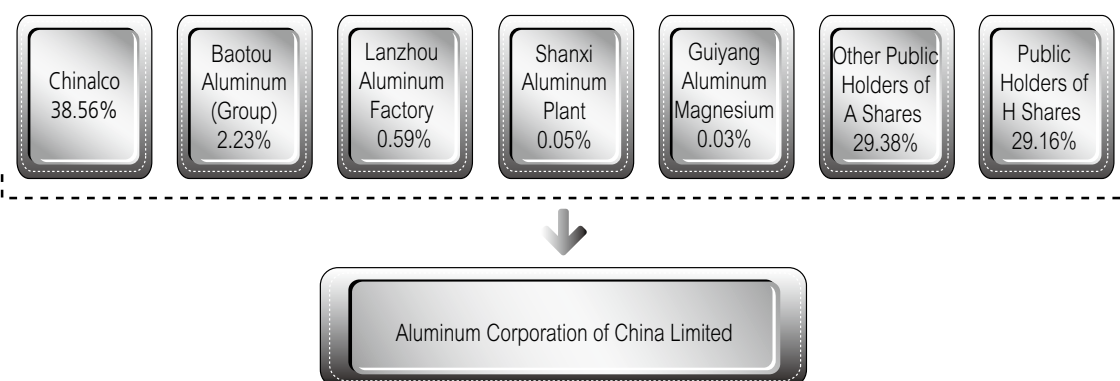 Chinalco
38.56%
Baotou
Aluminum
(Group)
2.23%
Lanzhou
Aluminum
Factory
0.59%
Shanxi
Aluminum
Plant
0.05%
Guiyang
Aluminum
Magnesium
0.03%
Other Public
Holders of
A Shares
29.38%
Public
Holders of
H Shares
29.16%
Aluminum Corporation of China Limited